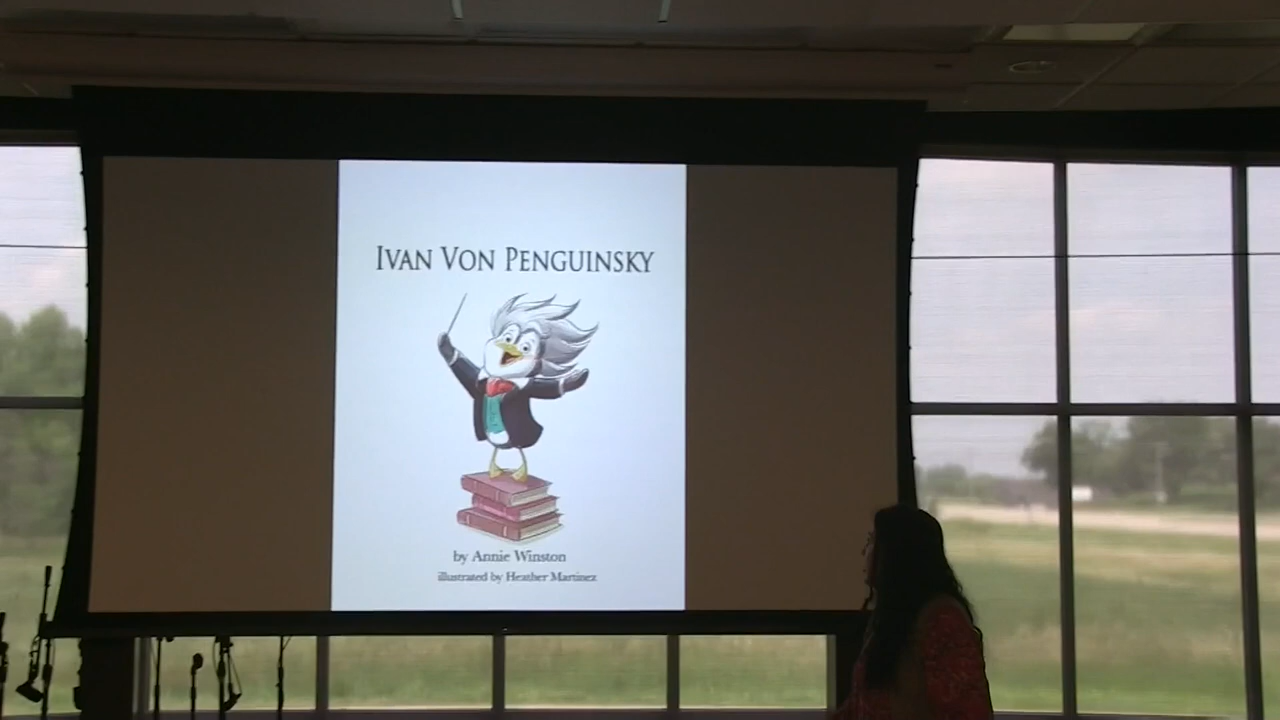 Ivan Von Penguinsky
by Annie Winston
illustrated by Heather Martinez